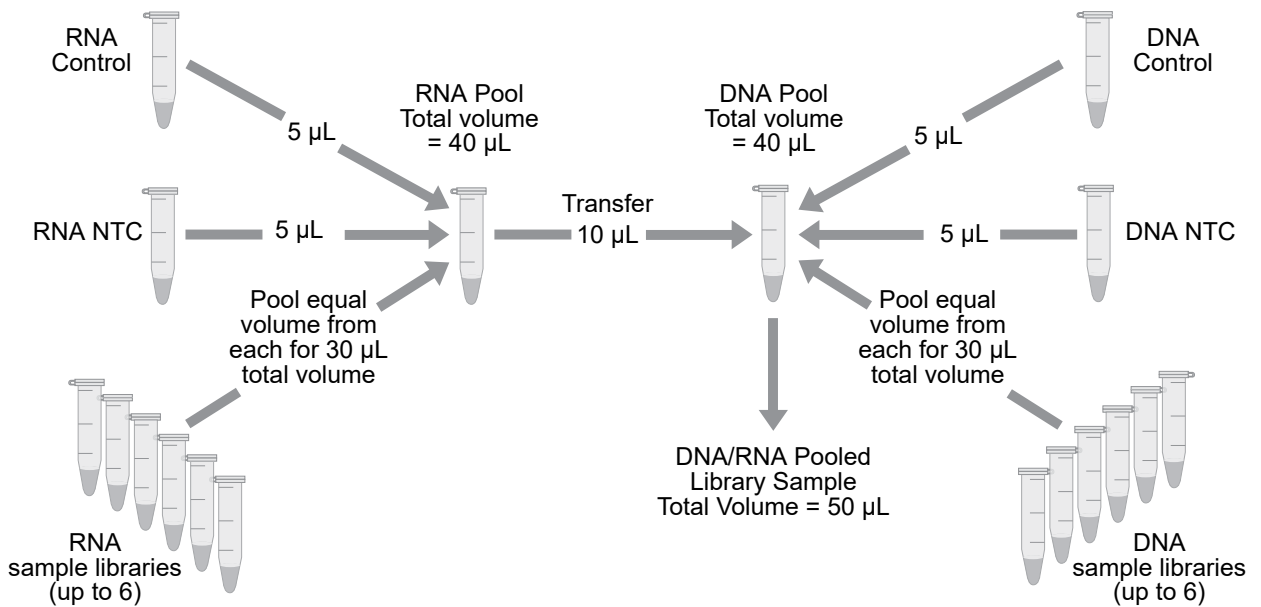 RNA
Control
DNA
Control
RNA Pool
Total volume
= 40 µL
DNA Pool
Total volume
= 40 µL
5 µL
5 µL
RNA NTC
5 µL
Transfer
10 µL
5 µL
DNA NTC
Pool equal
volume from
each for 30 µL
total volume
Pool equal
volume from
each for 30 µL
total volume
DNA/RNA Pooled
Library Sample
Total Volume = 50 µL
RNA
sample libraries
(up to 6)
DNA
sample libraries
(up to 6)